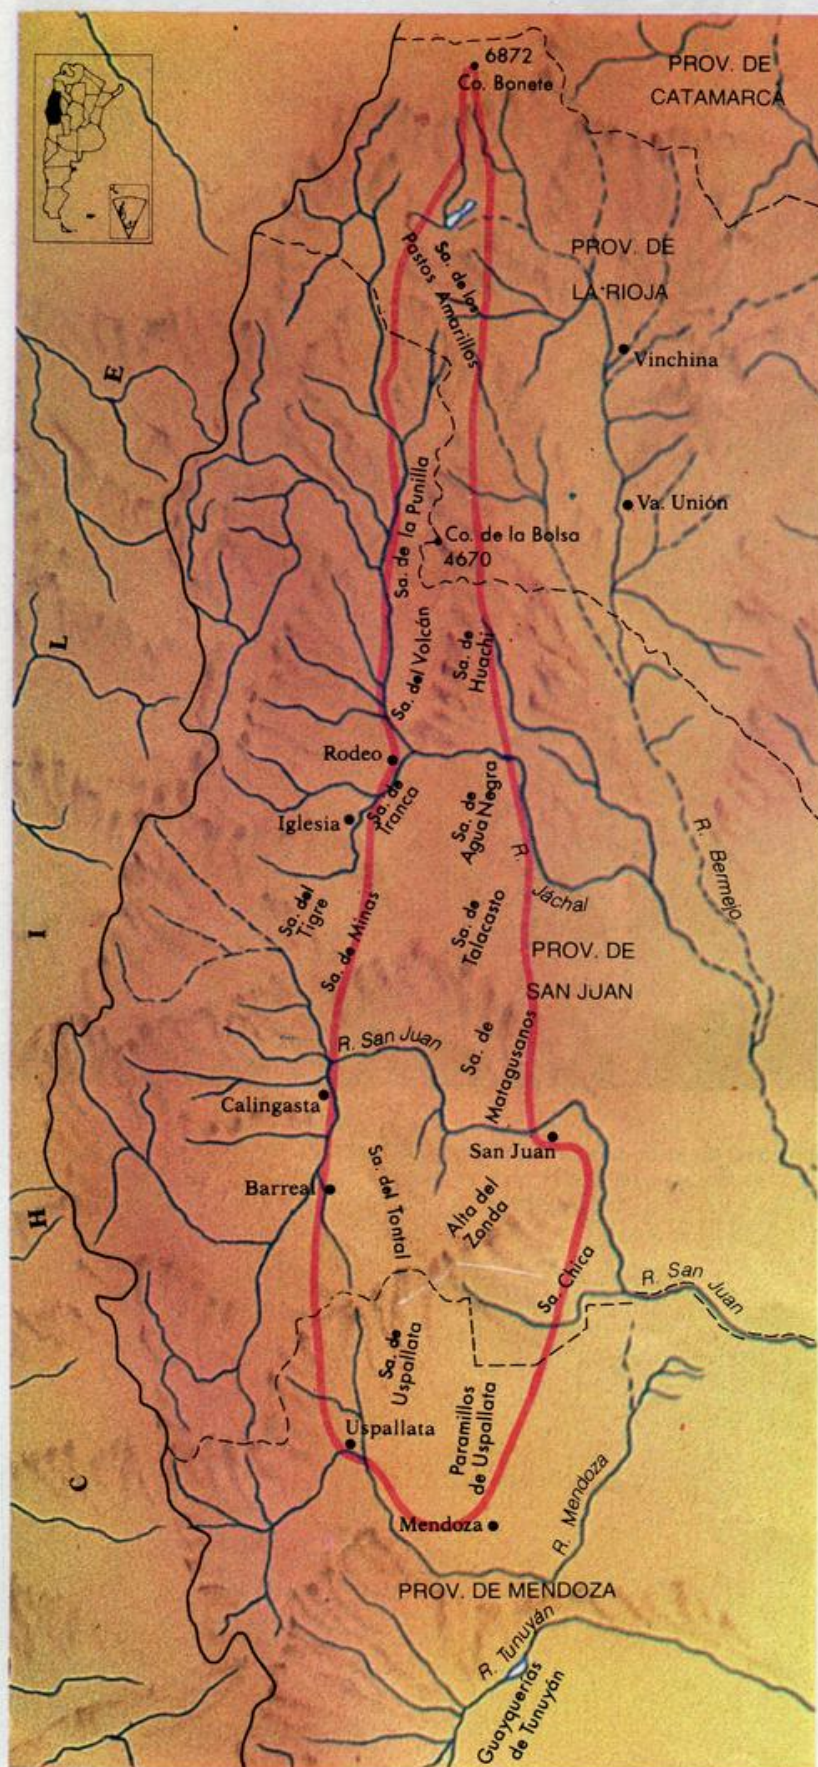 6872
Co. Bonete
PROV. DE
CATAMARCA
PROV. DE
LA RIOJA
Sa. de los
Pastos Amarillos
Vinchina
E
Sa. de la Punilla
Va. Unión
Co. de la Bolsa
4670
L
Sa. del Volcán
Sa. de
Huachi
Rodeo
Iglesia
Sa. de
Tranca
Sa. de
Agua Negra
R. Jáchal
R. Bermejo
Sa. del
Tigre
Sa. de Minas
Sa. de
Talacasto
I
PROV. DE
SAN JUAN
R. San Juan
Sa. de
Matagusanos
Calingasta
San Juan
Barreal
Sa. del Tontal
Alta del
Zonda
H
Sa. Chica
R. San Juan
Sa. de
Uspallata
Paramillos
de Uspallata
Uspallata
C
Mendoza
R. Mendoza
PROV. DE MENDOZA
R. Tunuyán
Guayquerías
de Tunuyán